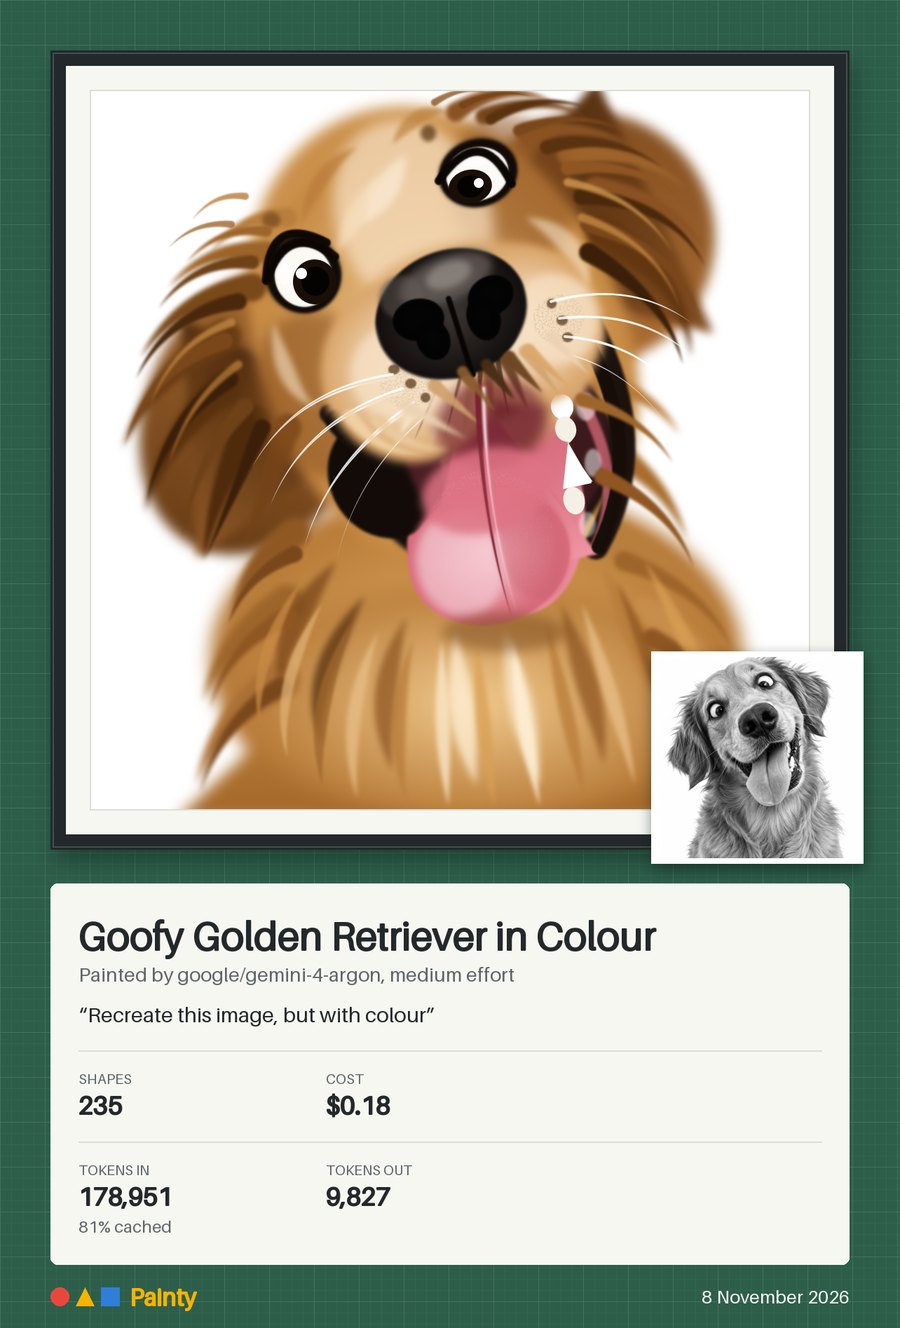 Goofy Golden Retriever in Colour
Painted by google/gemini-4-argon, medium effort
“Recreate this image, but with colour”
SHAPES
235
COST
$0.18
TOKENS IN
178,951
81% cached
TOKENS OUT
9,827
Painty
8 November 2026